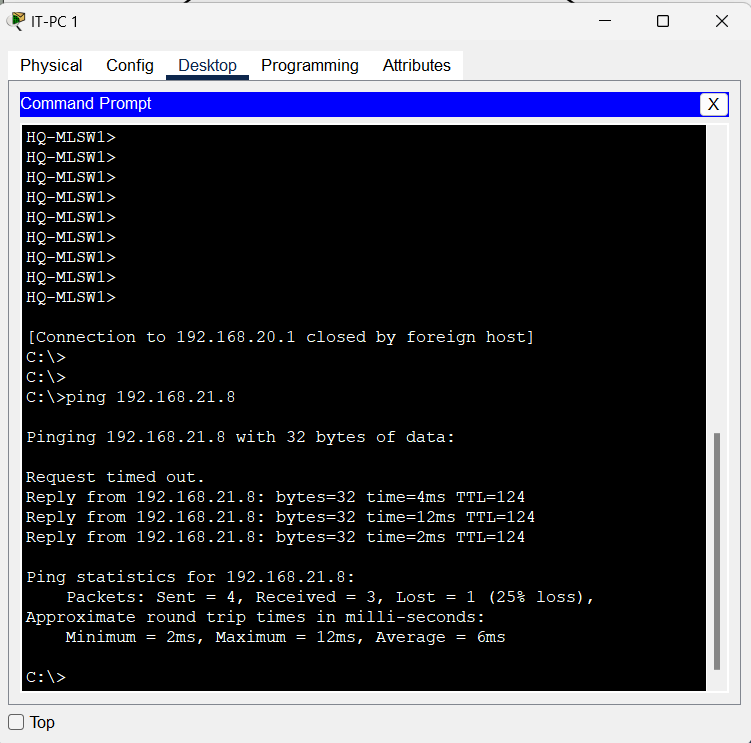 IT-PC 1
Physical Config Desktop Programming Attributes
Command Prompt
X
HQ-MLSW1>
HQ-MLSW1>
HQ-MLSW1>
HQ-MLSW1>
HQ-MLSW1>
HQ-MLSW1>
HQ-MLSW1>
HQ-MLSW1>
HQ-MLSW1>
[Connection to 192.168.20.1 closed by foreign host]
C:\>
C:\>
C:\>ping 192.168.21.8
Pinging 192.168.21.8 with 32 bytes of data:
Request timed out.
Reply from 192.168.21.8: bytes=32 time=4ms TTL=124
Reply from 192.168.21.8: bytes=32 time=12ms TTL=124
Reply from 192.168.21.8: bytes=32 time=2ms TTL=124
Ping statistics for 192.168.21.8:
Packets: Sent = 4, Received = 3, Lost = 1 (25% loss),
Approximate round trip times in milli-seconds:
Minimum = 2ms, Maximum = 12ms, Average = 6ms
C:\>
Top